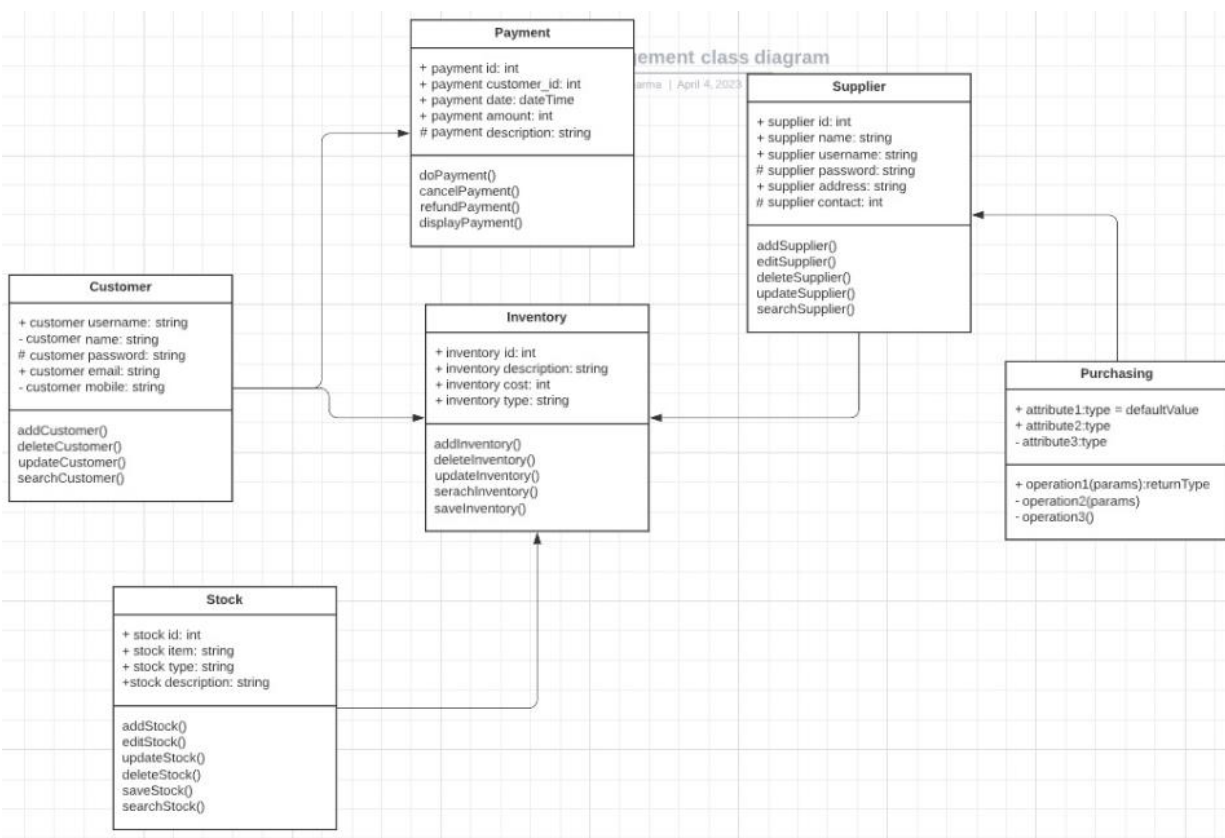 Payment
+ payment id: int
+ payment customer_id: int
+ payment date: dateTime
+ payment amount: int
# payment description: string
doPayment()
cancelPayment()
refundPayment()
displayPayment()
class diagram
| April 4, 2023
Supplier
+ supplier id: int
+ supplier name: string
+ supplier username: string
# supplier password: string
+ supplier address: string
# supplier contact: int
addSupplier()
editSupplier()
deleteSupplier()
updateSupplier()
searchSupplier()
Customer
+ customer username: string
- customer name: string
# customer password: string
+ customer email: string
- customer mobile: string
addCustomer()
deleteCustomer()
updateCustomer()
searchCustomer()
Inventory
+ inventory id: int
+ inventory description: string
+ inventory cost: int
+ inventory type: string
addInventory()
deleteInventory()
updateInventory()
serachInventory()
saveInventory()
Purchasing
+ attribute1:type = defaultValue
+ attribute2:type
- attribute3:type
+ operation1(params):returnType
- operation2(params)
- operation3()
Stock
+ stock id: int
+ stock item: string
+ stock type: string
+stock description: string
addStock()
editStock()
updateStock()
deleteStock()
saveStock()
searchStock()